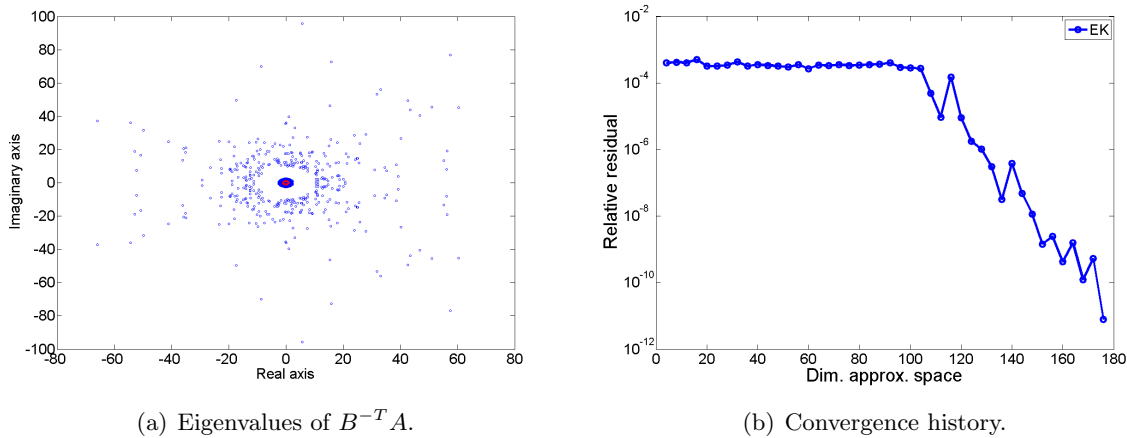 100
80
60
40
20
0
-20
-40
-60
-80
-100
-80 -60 -40 -20 0 20 40 60 80
Imaginary axis
Real axis
(a) Eigenvalues of B^{-T}A.
10^{-2}
10^{-4}
10^{-6}
10^{-8}
10^{-10}
10^{-12}
0 20 40 60 80 100 120 140 160 180
Relative residual
Dim. approx. space
EK
(b) Convergence history.